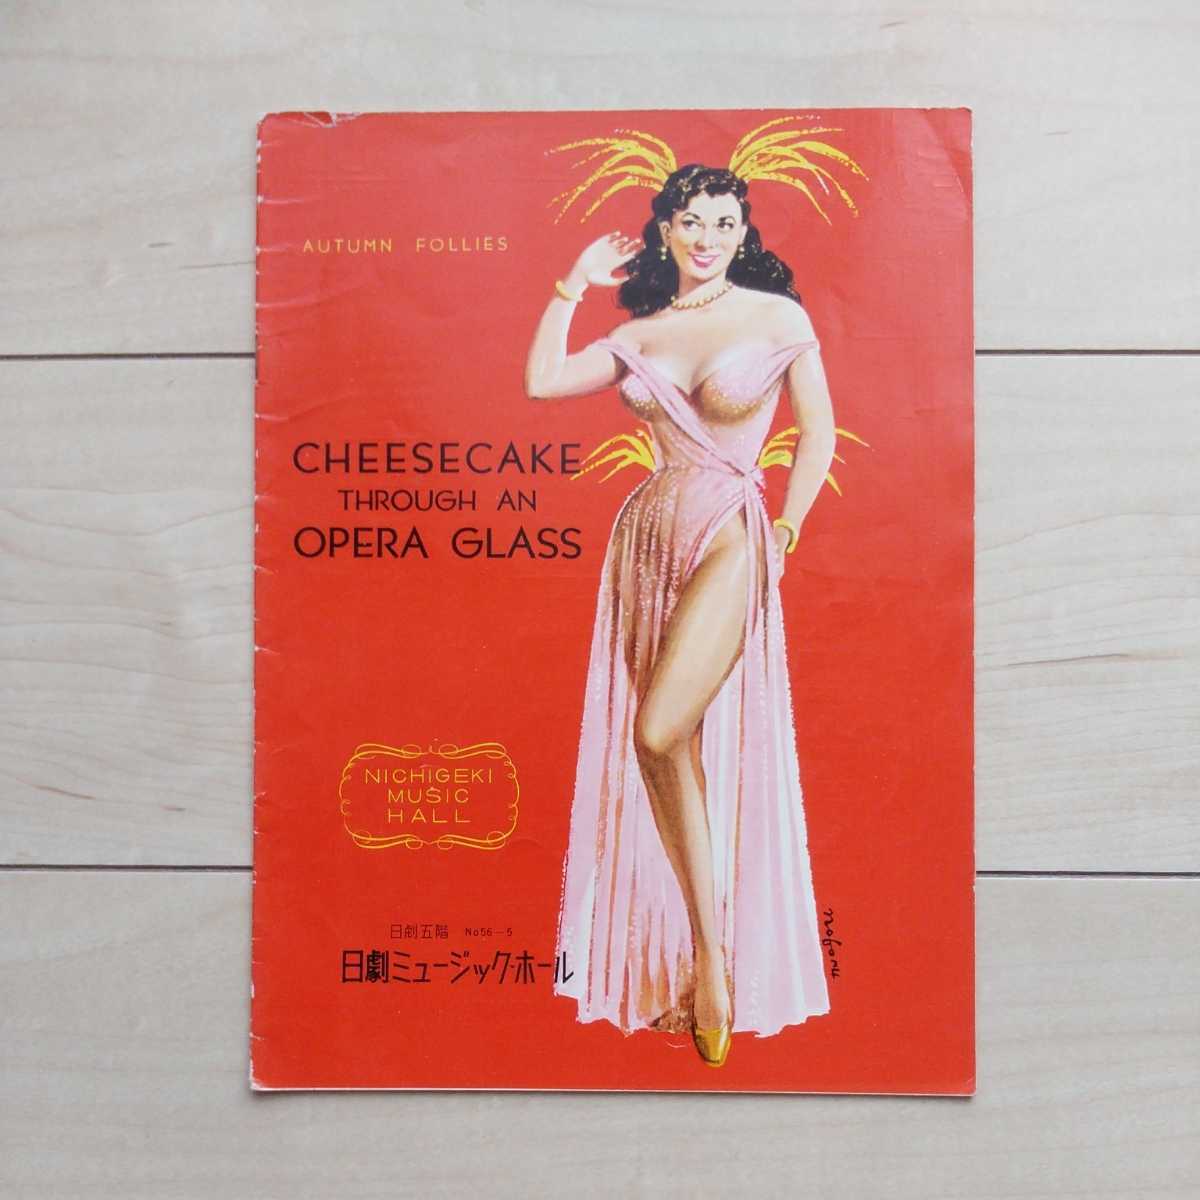 AUTUMN FOLLIES
CHEESECAKE
THROUGH AN
OPERA GLASS
NICHIGEKI
MUSIC
HALL
日劇五階 No56-5
日劇ミュージック・ホール